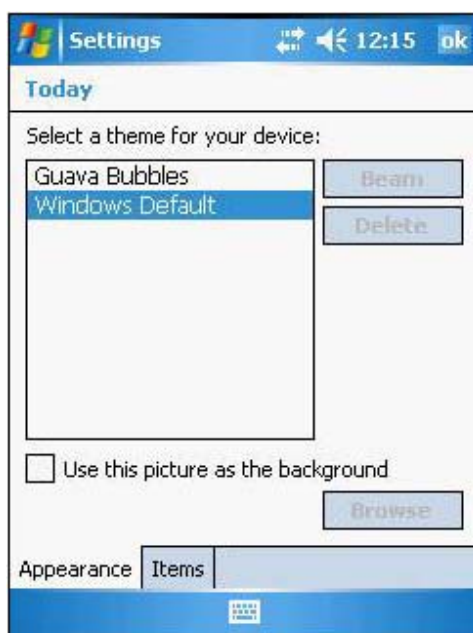 Settings 12:15 ok
Today
Select a theme for your device:
Guava Bubbles
Windows Default
Beam
Delete
Use this picture as the background
Browse
Appearance Items